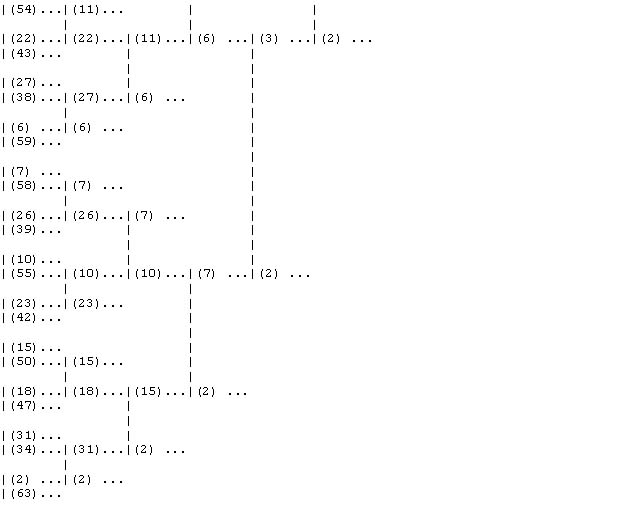 |(54)...|(11)...        |               |
        |               |               |
|(22)...|(22)...|(11)...|(6) ...|(3) ...|(2) ...
|(43)...        |               |
                |               |
|(27)...        |               |
|(38)...|(27)...|(6) ...        |
        |                       |
|(6) ...|(6) ...                |
|(59)...                        |
                                |
|(7) ...                        |
|(58)...|(7) ...                |
        |                       |
|(26)...|(26)...|(7) ...        |
|(39)...        |               |
                |               |
|(10)...        |               |
|(55)...|(10)...|(10)...|(7) ...|(2) ...
        |               |
|(23)...|(23)...        |
|(42)...                |
                        |
|(15)...                |
|(50)...|(15)...        |
        |               |
|(18)...|(18)...|(15)...|(2) ...
|(47)...        |
                |
|(31)...        |
|(34)...|(31)...|(2) ...
        |
|(2) ...|(2) ...
|(63)...